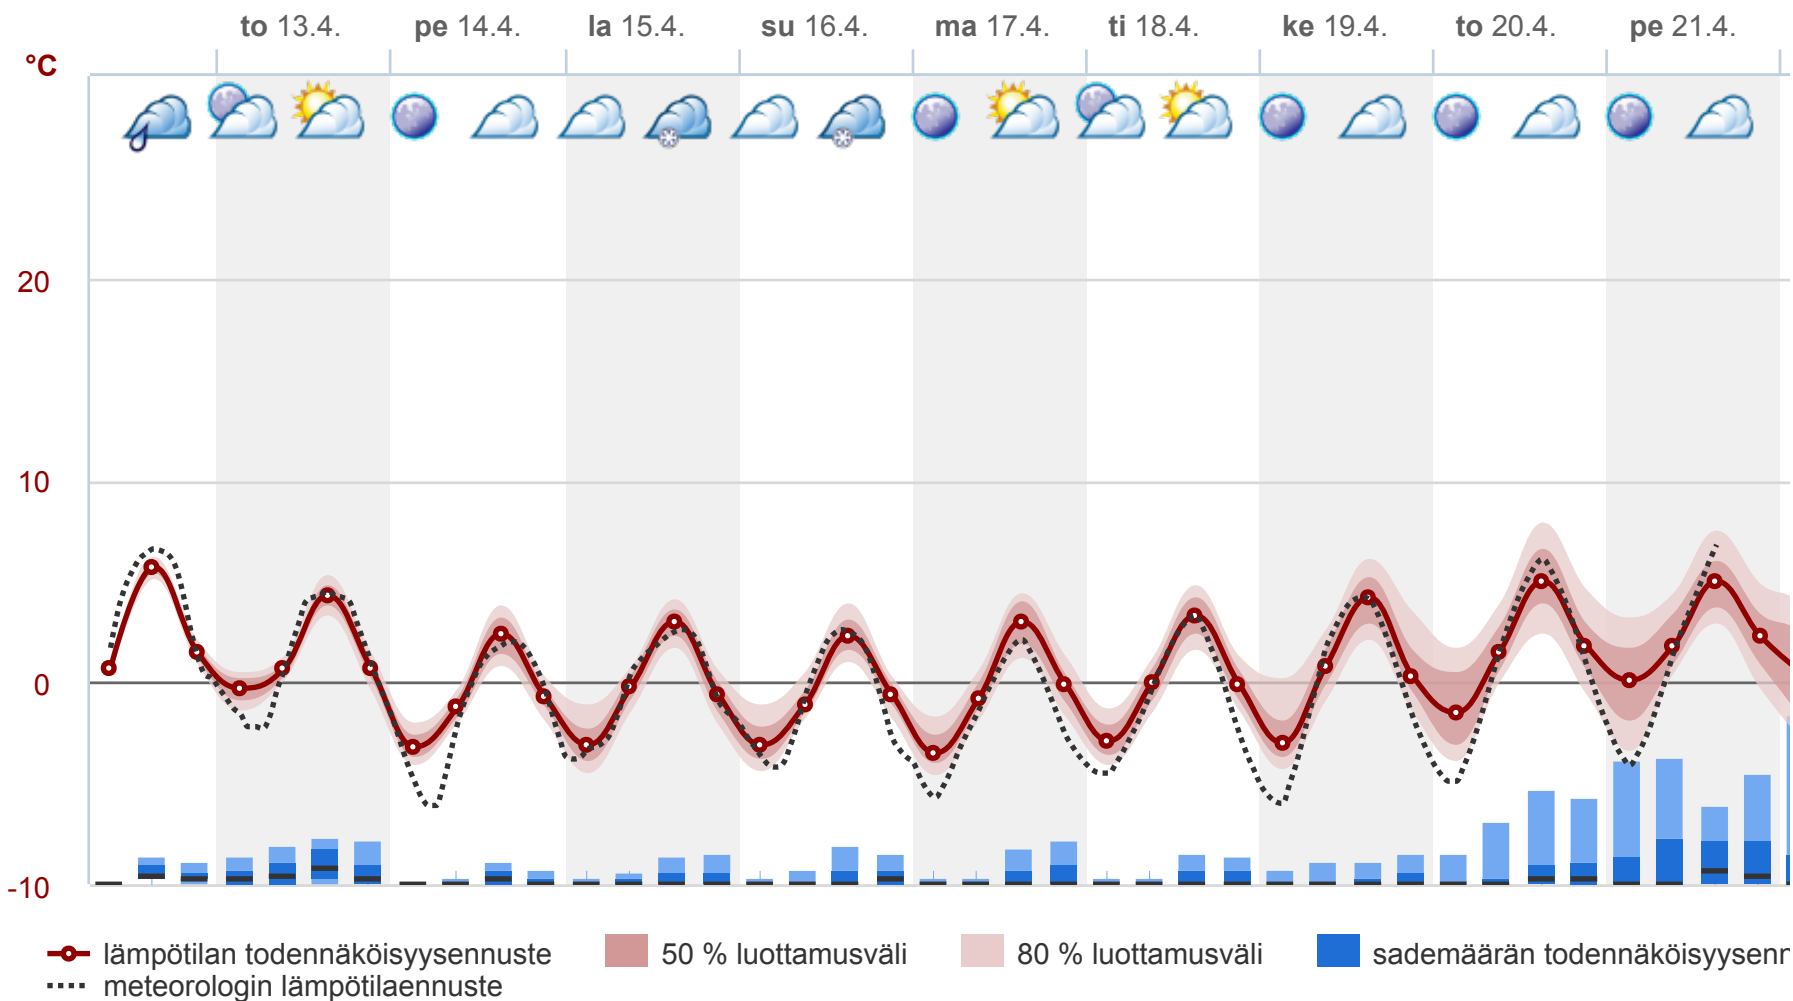 to 13.4. pe 14.4. la 15.4. su 16.4. ma 17.4. ti 18.4. ke 19.4. to 20.4. pe 21.4.
°C
20
10
0
-10
lämpötilan todennäköisyysennuste 50 % luottamusväli 80 % luottamusväli sademäärän todennäköisyysenn
meteorologin lämpötilaennuste